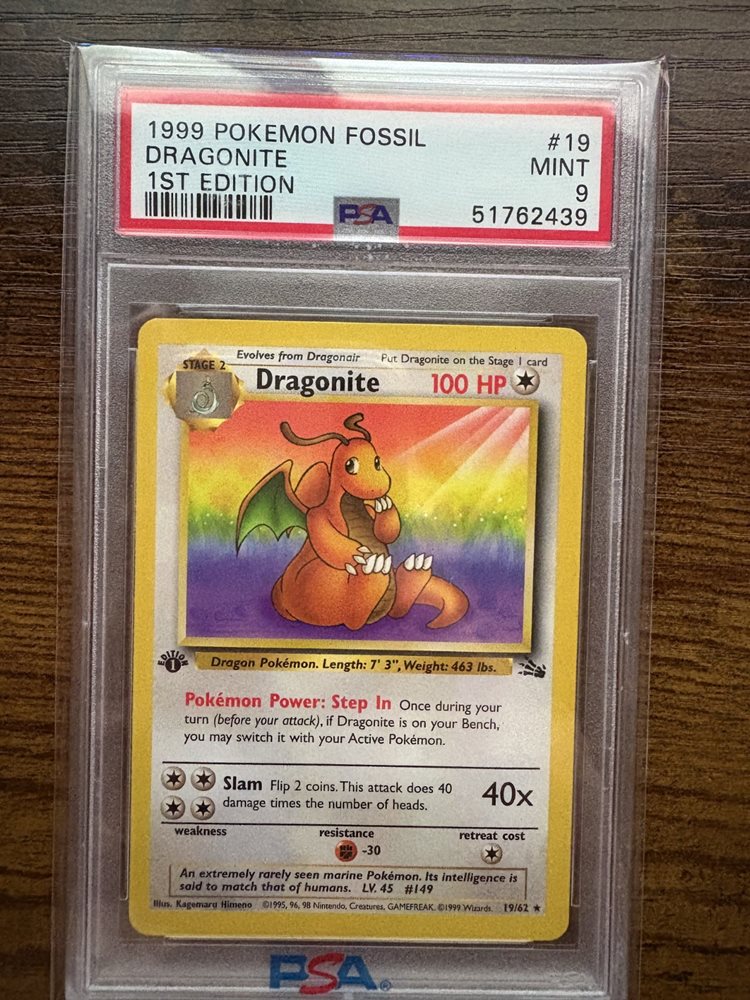 1999 POKEMON FOSSIL #19
DRAGONITE MINT
1ST EDITION 9
PSA 51762439
Evolves from Dragonair Put Dragonite on the Stage 1 card
STAGE 2 Dragonite 100 HP
EDITION 1
Dragon Pokémon. Length: 7' 3", Weight: 463 lbs.
Pokémon Power: Step In Once during your
turn (before your attack), if Dragonite is on your Bench,
you may switch it with your Active Pokémon.
Slam Flip 2 coins. This attack does 40
damage times the number of heads. 40x
weakness resistance retreat cost
-30
An extremely rarely seen marine Pokémon. Its intelligence is
said to match that of humans. LV. 45 #149
Illus. Kagemaru Himeno ©1995, 96, 98 Nintendo, Creatures, GAMEFREAK. ©1999 Wizards. 19/62 ★
PSA®